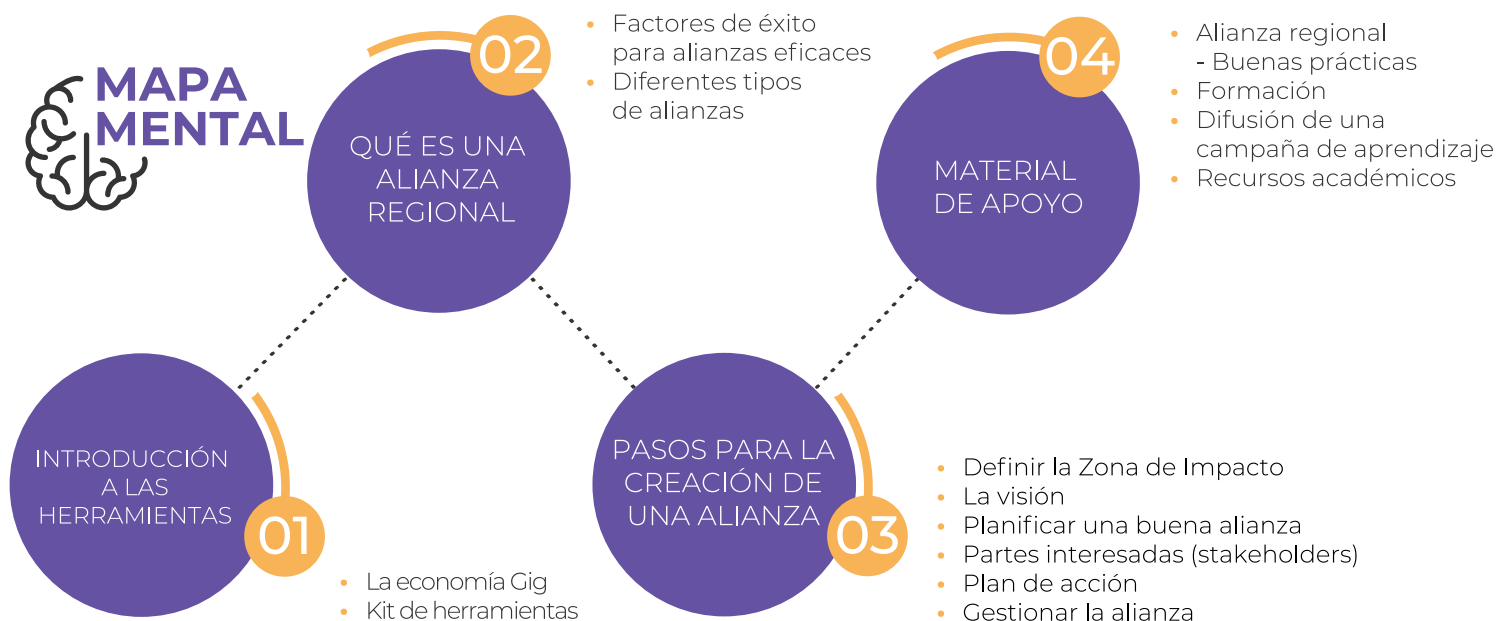 MAPA
MENTAL
01
INTRODUCCIÓN
A LAS
HERRAMIENTAS
• La economía Gig
• Kit de herramientas
02
QUÉ ES UNA
ALIANZA
REGIONAL
• Factores de éxito
para alianzas eficaces
• Diferentes tipos
de alianzas
03
PASOS PARA LA
CREACIÓN DE
UNA ALIANZA
• Definir la Zona de Impacto
• La visión
• Planificar una buena alianza
• Partes interesadas (stakeholders)
• Plan de acción
• Gestionar la alianza
04
MATERIAL
DE APOYO
• Alianza regional
- Buenas prácticas
• Formación
• Difusión de una
campaña de aprendizaje
• Recursos académicos